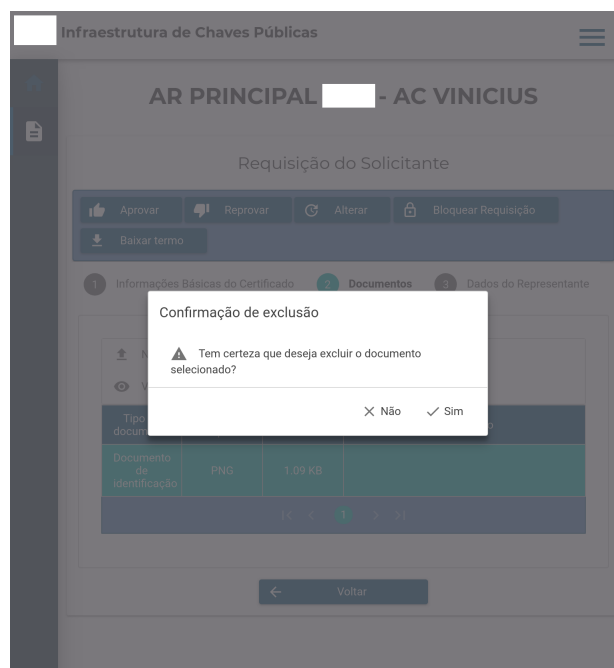 Infraestrutura de Chaves Públicas
AR PRINCIPAL - AC VINICIUS
Requisição do Solicitante
Aprovar Reprovar Alterar Bloquear Requisição
Baixar termo
1 Informações Básicas do Certificado 2 Documentos 3 Dados do Representante
Confirmação de exclusão
Tem certeza que deseja excluir o documento
selecionado?
Não Sim
Tipo
Documento
de
identificação PNG 1.09 KB
1
Voltar